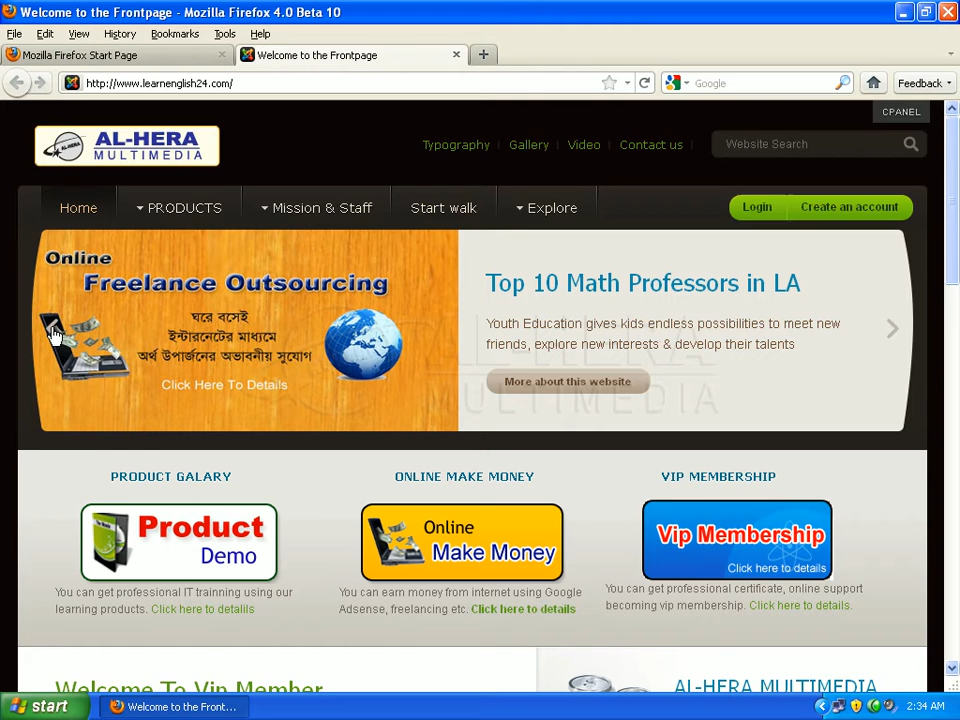 Welcome to the Frontpage - Mozilla Firefox 4.0 Beta 10
File Edit View History Bookmarks Tools Help
Mozilla Firefox Start Page
Welcome to the Frontpage
http://www.learnenglish24.com/
Google
Feedback
CPANEL
AL-HERA
MULTIMEDIA
AL-HERA
Typography Gallery Video Contact us
Website Search
Home PRODUCTS Mission & Staff Start walk Explore
Login Create an account
Online
Freelance Outsourcing
ঘরে বসেই
ইন্টারনেটের মাধ্যমে
অর্থ উপার্জনের অভাবনীয় সুযোগ
Click Here To Details
Top 10 Math Professors in LA
Youth Education gives kids endless possibilities to meet new
friends, explore new interests & develop their talents
More about this website
AL-HERA
MULTIMEDIA
PRODUCT GALARY
Product
Demo
You can get professional IT trainning using our
learning products. Click here to detalils
ONLINE MAKE MONEY
Online
Make Money
You can earn money from internet using Google
Adsense, freelancing etc. Click here to details
VIP MEMBERSHIP
Vip Membership
Click here to details
You can get professional certificate, online support
becoming vip membership. Click here to details.
Welcome To Vip Member
AL-HERA MULTIMEDIA
start
Welcome to the Front...
2:34 AM